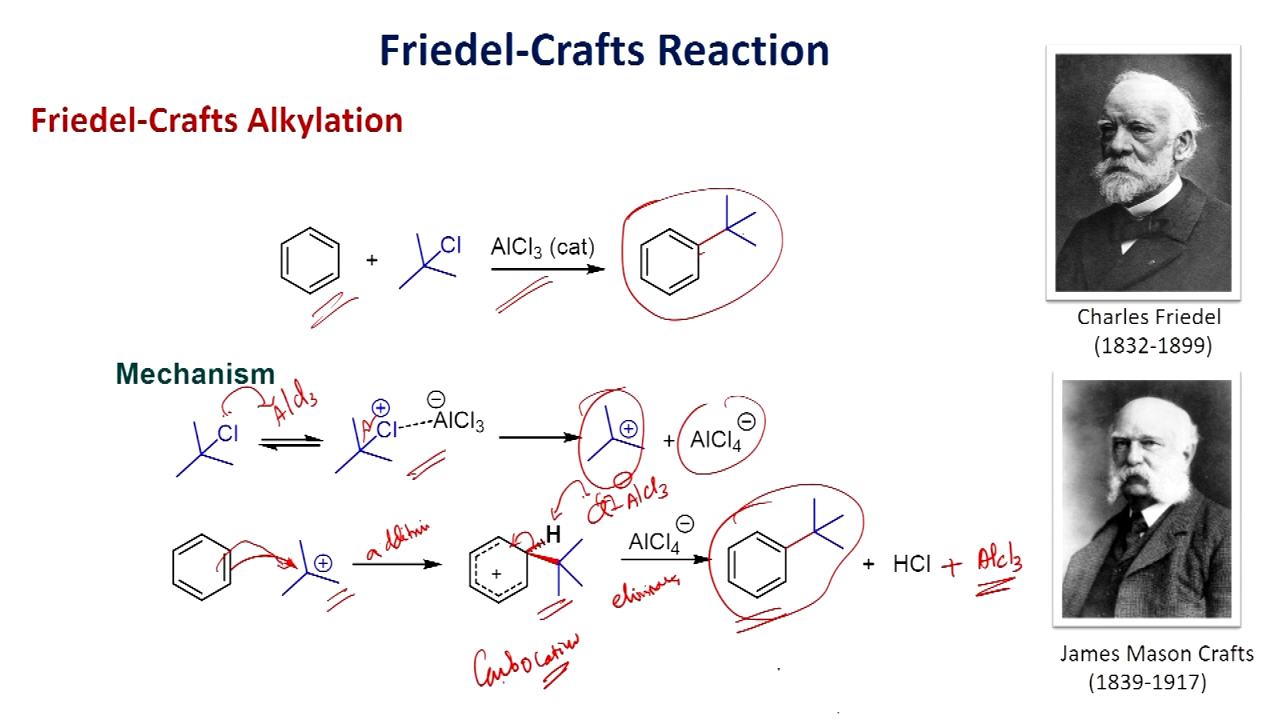 Friedel-Crafts Reaction
Friedel-Crafts Alkylation
+ Cl AlCl₃ (cat)
Charles Friedel
(1832-1899)
Mechanism
AlCl₃
Cl ⊕ Cl ⊖ AlCl₃ ⊕ + AlCl₄ ⊖
Cl-AlCl₃ ⊖
⊕ addition + H AlCl₄ ⊖ + HCl + AlCl₃
Carbocation
James Mason Crafts
(1839-1917)